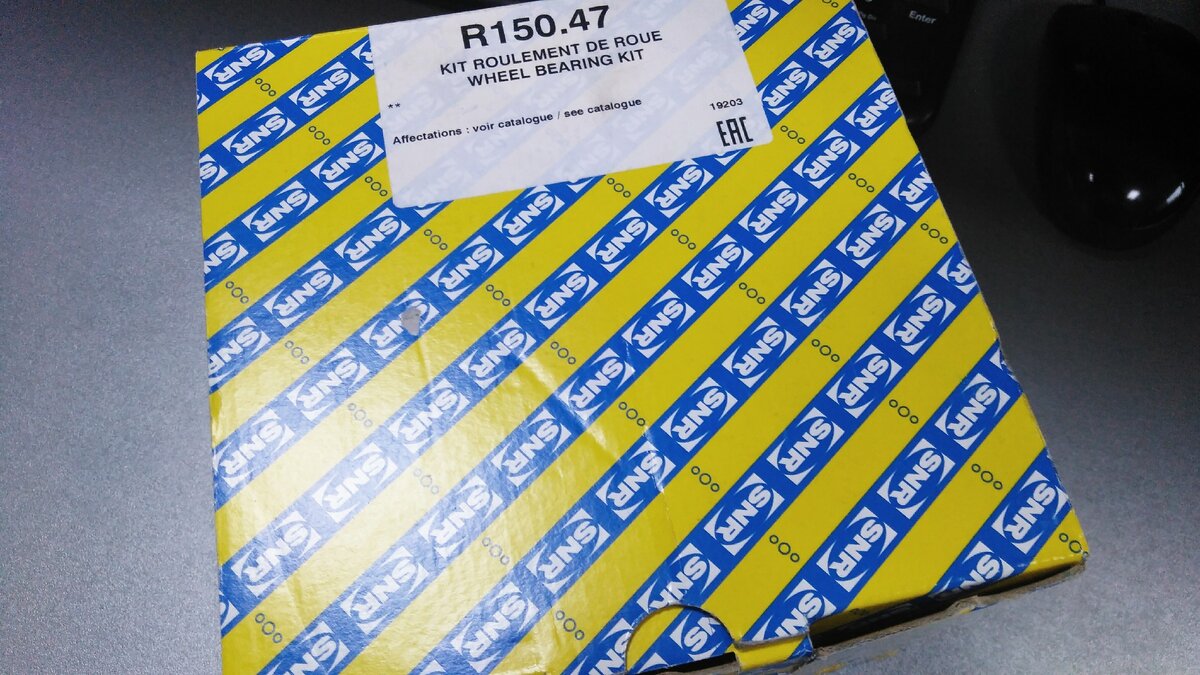 R150.47
KIT ROULEMENT DE ROUE
WHEEL BEARING KIT
**
Affectations : voir catalogue / see catalogue
19203
EAC
SNR
Enter